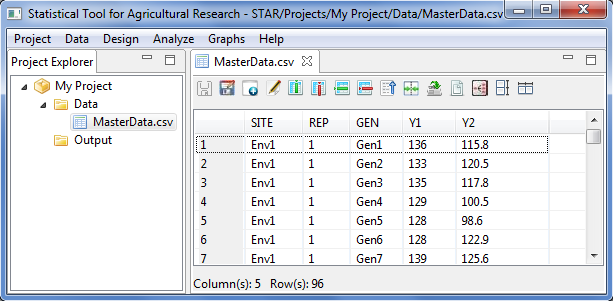 Statistical Tool for Agricultural Research - STAR/Projects/My Project/Data/MasterData.csv
Project Data Design Analyze Graphs Help
Project Explorer
My Project
Data
MasterData.csv
Output
MasterData.csv
SITE REP GEN Y1 Y2
1 Env1 1 Gen1 136 115.8
2 Env1 1 Gen2 133 120.5
3 Env1 1 Gen3 135 117.8
4 Env1 1 Gen4 129 100.5
5 Env1 1 Gen5 128 98.6
6 Env1 1 Gen6 128 122.9
7 Env1 1 Gen7 139 125.6
Column(s): 5 Row(s): 96